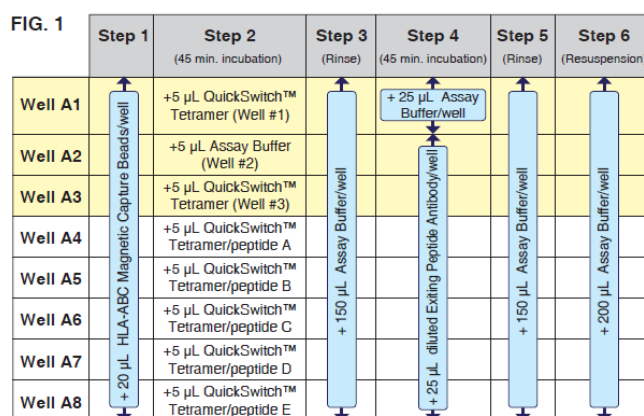 FIG. 1
Step 1
Step 2
(45 min. incubation)
Step 3
(Rinse)
Step 4
(45 min. incubation)
Step 5
(Rinse)
Step 6
(Resuspension)
Well A1
+5 µL QuickSwitch™
Tetramer (Well #1)
Well A2
+5 µL Assay Buffer
(Well #2)
Well A3
+5 µL QuickSwitch™
Tetramer (Well #3)
Well A4
+5 µL QuickSwitch™
Tetramer/peptide A
Well A5
+5 µL QuickSwitch™
Tetramer/peptide B
Well A6
+5 µL QuickSwitch™
Tetramer/peptide C
Well A7
+5 µL QuickSwitch™
Tetramer/peptide D
Well A8
+5 µL QuickSwitch™
Tetramer/peptide E
+ 20 µL HLA-ABC Magnetic Capture Beads/well
+ 150 µL Assay Buffer/well
+ 25 µL Assay
Buffer/well
+ 25 µL diluted Exiting Peptide Antibody/well
+ 150 µL Assay Buffer/well
+ 200 µL Assay Buffer/well